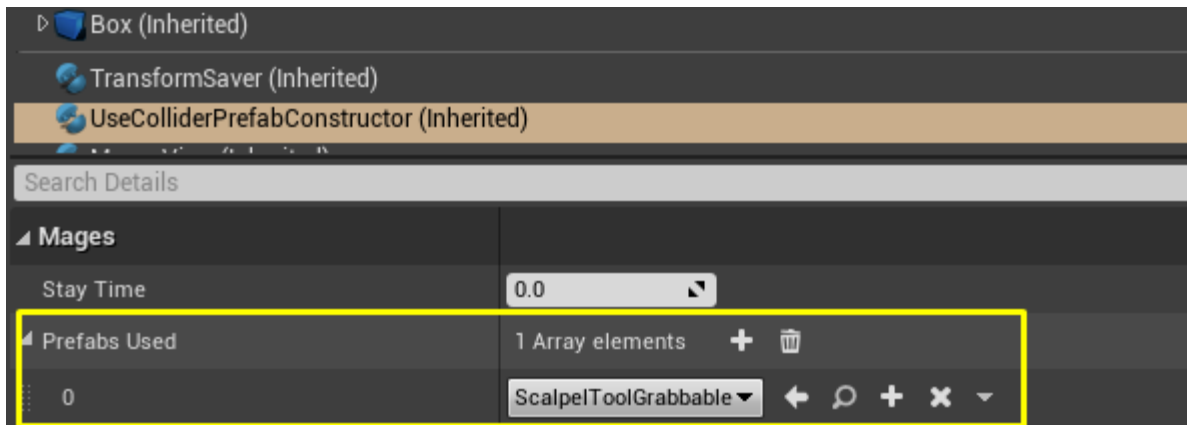 Box (Inherited)
TransformSaver (Inherited)
UseColliderPrefabConstructor (Inherited)
Search Details
Mages
Stay Time 0.0
Prefabs Used 1 Array elements
0 ScalpelToolGrabbable